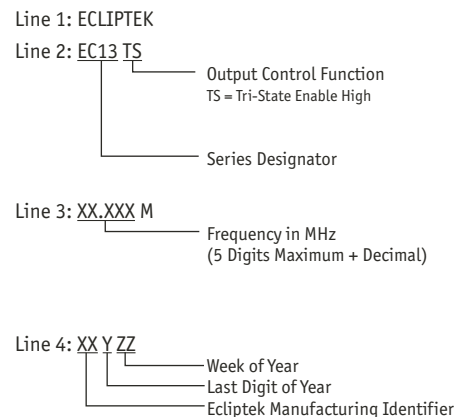 Line 1: ECLIPTEK
Line 2: EC13 TS
Output Control Function
TS = Tri-State Enable High
Series Designator
Line 3: XX.XXX M
Frequency in MHz
(5 Digits Maximum + Decimal)
Line 4: XX Y ZZ
Week of Year
Last Digit of Year
Ecliptek Manufacturing Identifier